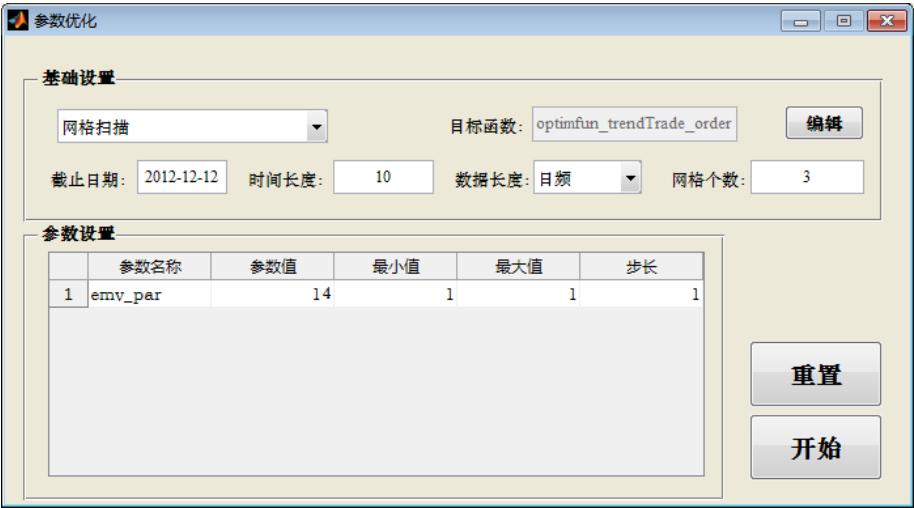 参数优化
基础设置
网格扫描 目标函数: optimfun_trendTrade_order 编辑
截止日期: 2012-12-12 时间长度: 10 数据长度: 日频 网格个数: 3
参数设置
参数名称 参数值 最小值 最大值 步长
1 emv_par 14 1 1 1
重置
开始